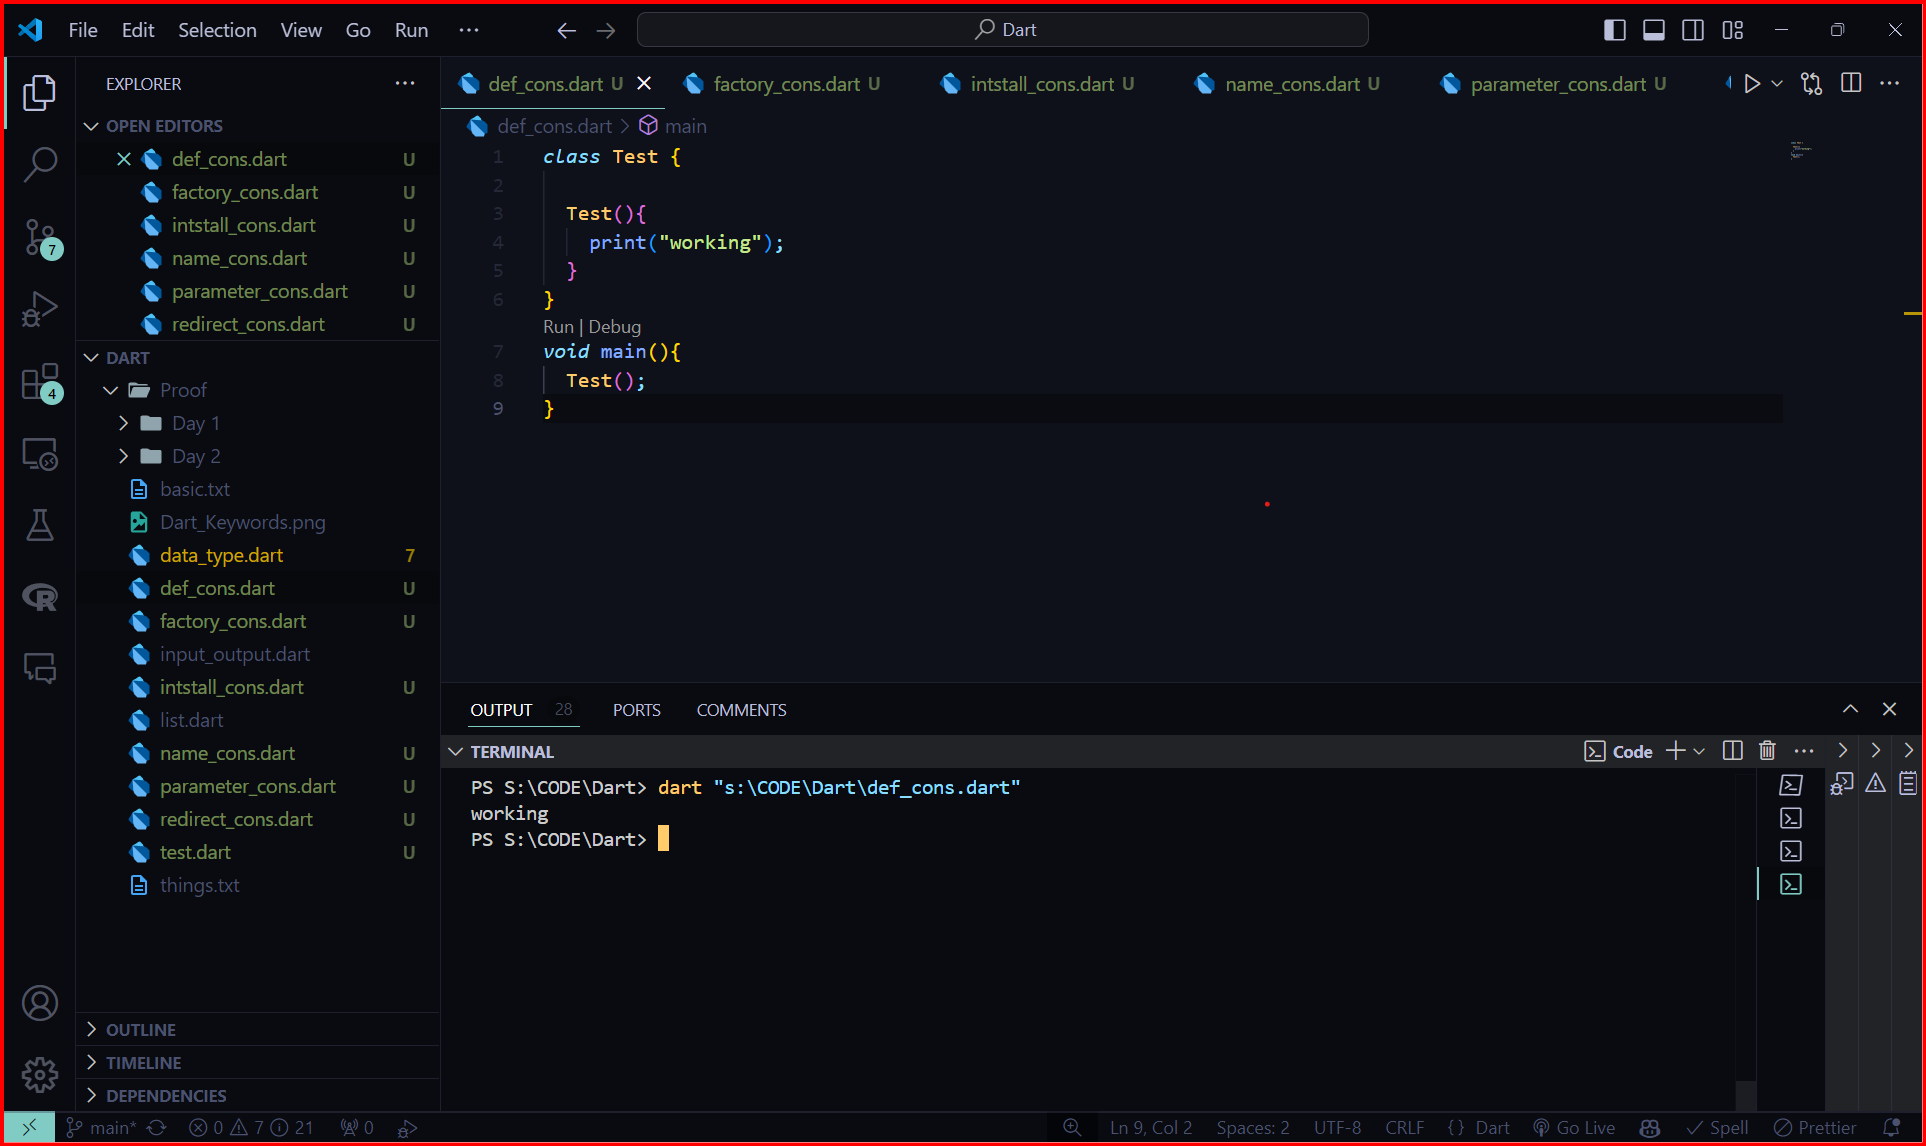 File Edit Selection View Go Run ··· Dart
EXPLORER ···
OPEN EDITORS
def_cons.dart U
factory_cons.dart U
intstall_cons.dart U
name_cons.dart U
parameter_cons.dart U
redirect_cons.dart U
7
4
DART
Proof
Day 1
Day 2
basic.txt
Dart_Keywords.png
data_type.dart 7
def_cons.dart U
factory_cons.dart U
input_output.dart
intstall_cons.dart U
list.dart
name_cons.dart U
parameter_cons.dart U
redirect_cons.dart U
test.dart U
things.txt
OUTLINE
TIMELINE
DEPENDENCIES
def_cons.dart U factory_cons.dart U intstall_cons.dart U name_cons.dart U parameter_cons.dart U
def_cons.dart > main
1 class Test {
2
3 Test(){
4 print("working");
5 }
6 }
Run | Debug
7 void main(){
8 Test();
9 }
OUTPUT 28 PORTS COMMENTS
TERMINAL Code
PS S:\CODE\Dart> dart "s:\CODE\Dart\def_cons.dart"
working
PS S:\CODE\Dart>
main* 0 7 21 0 Ln 9, Col 2 Spaces: 2 UTF-8 CRLF {} Dart Go Live Spell Prettier